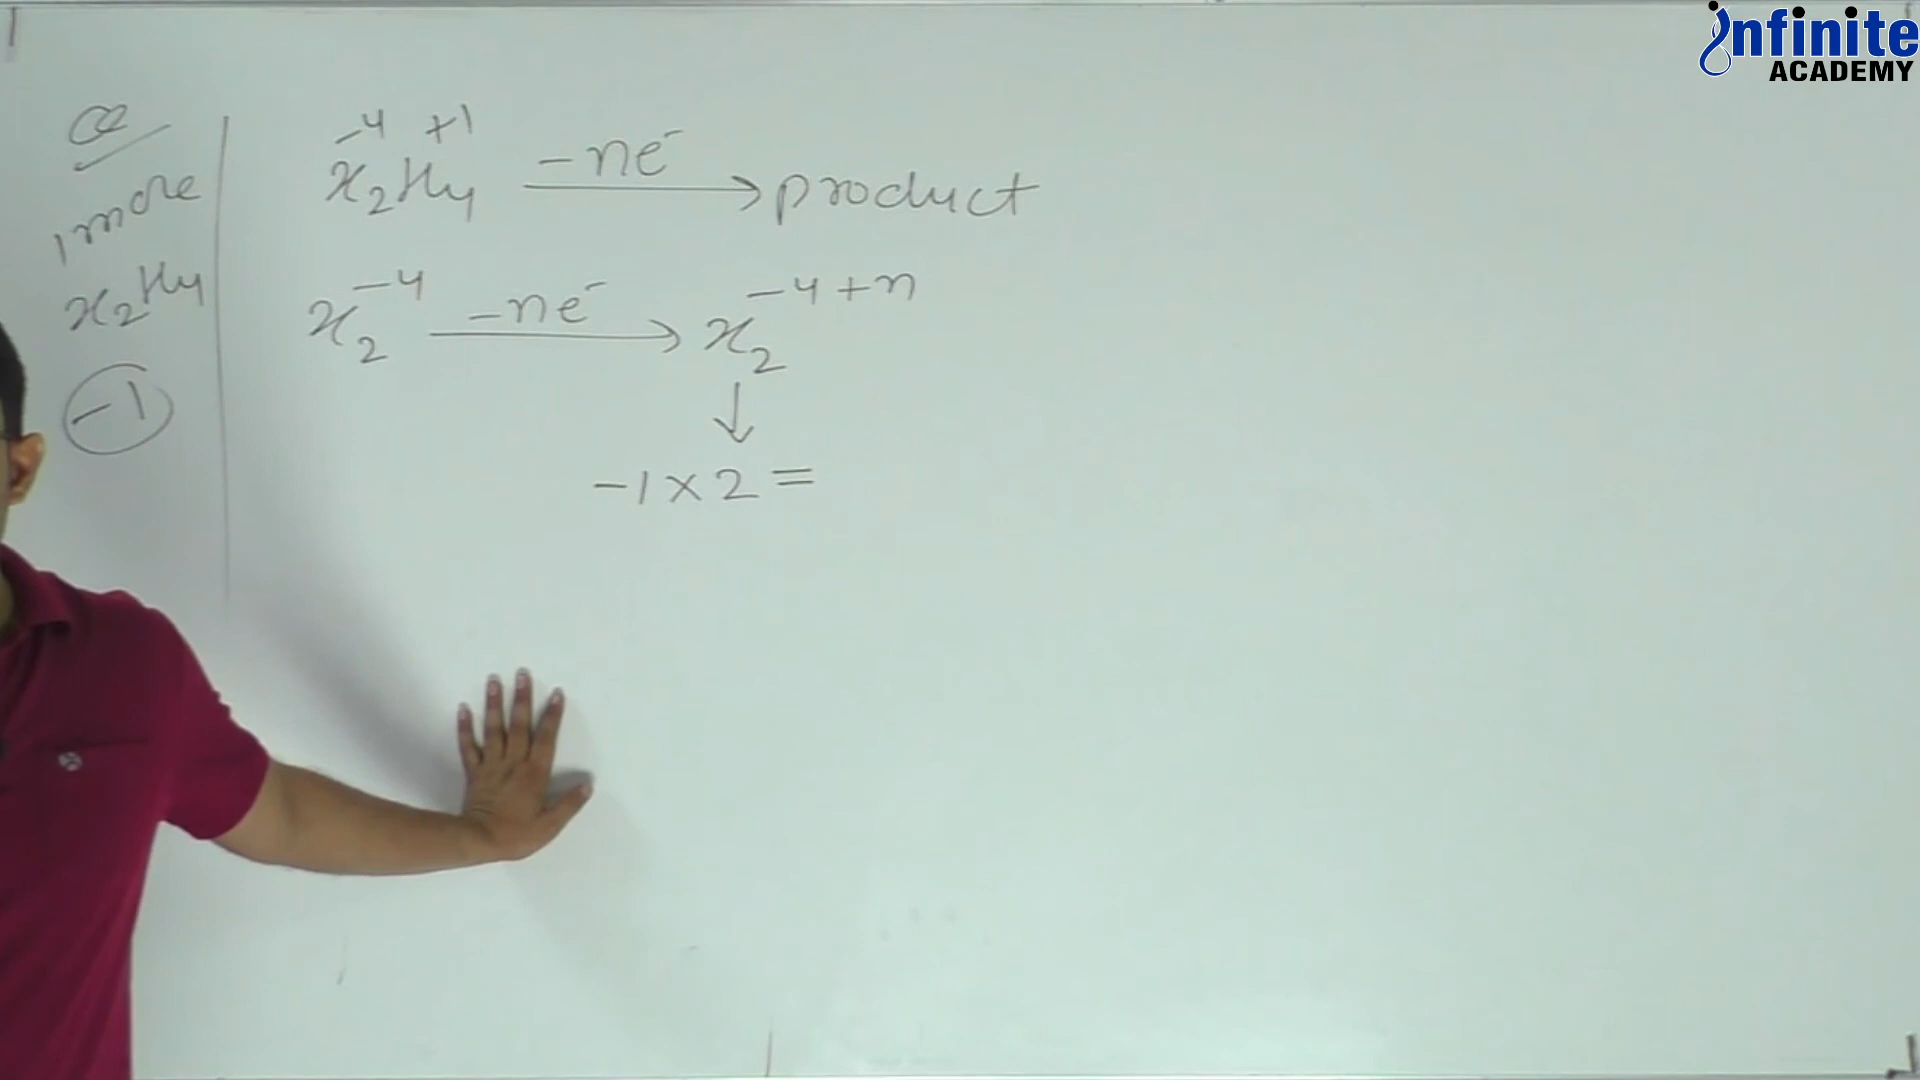 infinite
ACADEMY
Q
1 mole
x₂H₄
-1
-4 +1
x₂H₄ -ne⁻ → product
x₂⁻⁴ -ne⁻ → x₂⁻⁴⁺ⁿ
↓
-1 × 2 =